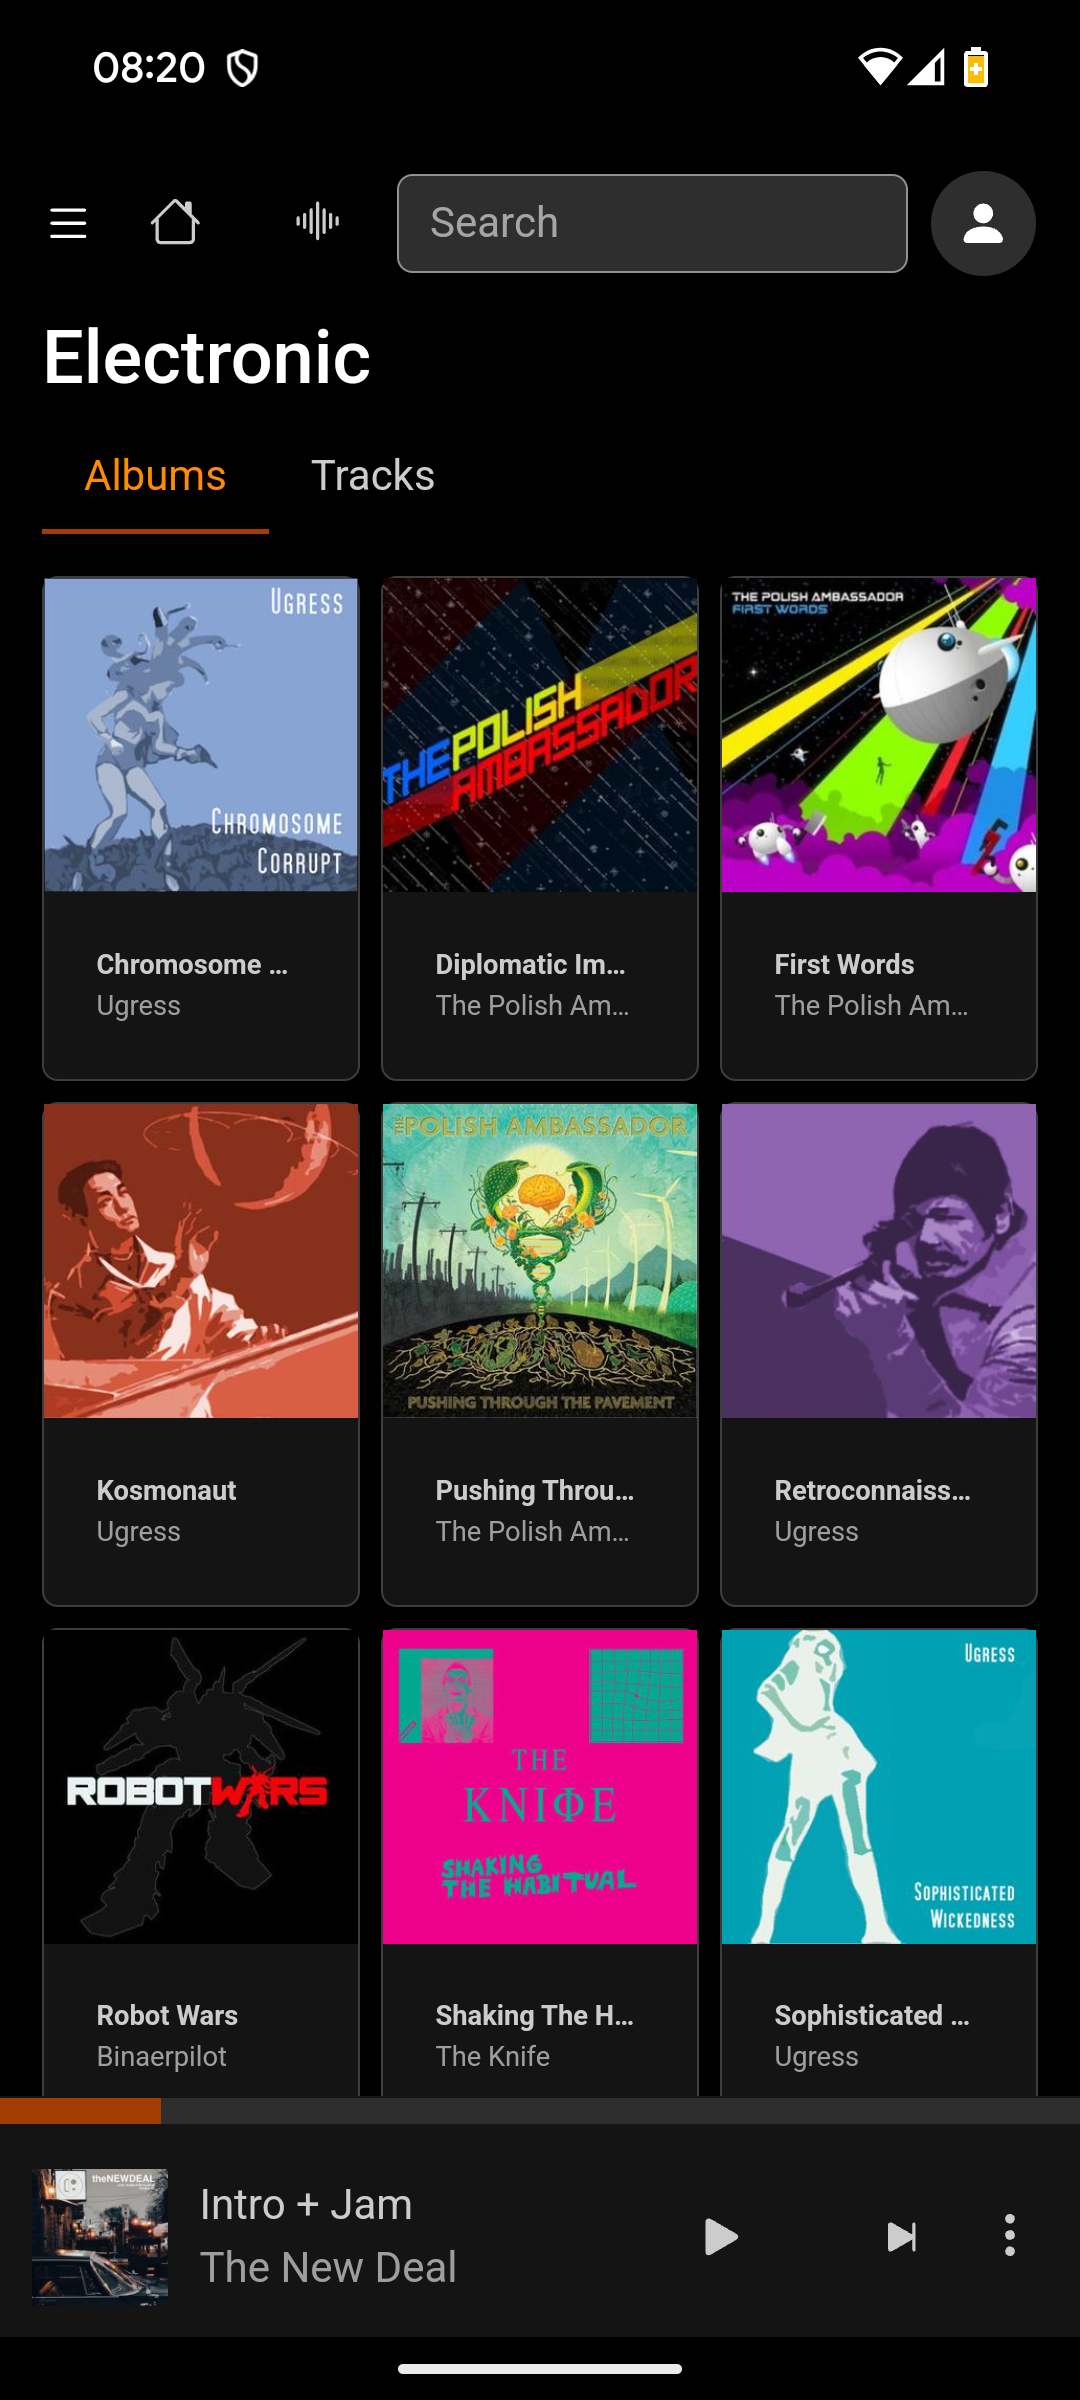 08:20
Search
Electronic
Albums
Tracks
UGRESS
CHROMOSOME
CORRUPT
THE POLISH
AMBASSADOR
THE POLISH AMBASSADOR
FIRST WORDS
Chromosome ...
Ugress
Diplomatic Im...
The Polish Am...
First Words
The Polish Am...
THE POLISH AMBASSADOR
PUSHING THROUGH THE PAVEMENT
Kosmonaut
Ugress
Pushing Throu...
The Polish Am...
Retroconnaiss...
Ugress
ROBOTWARS
THE
KNIΦE
SHAKING
THE HABITUAL
UGRESS
SOPHISTICATED
WICKEDNESS
Robot Wars
Binaerpilot
Shaking The H...
The Knife
Sophisticated ...
Ugress
theNEWDEAL
Intro + Jam
The New Deal